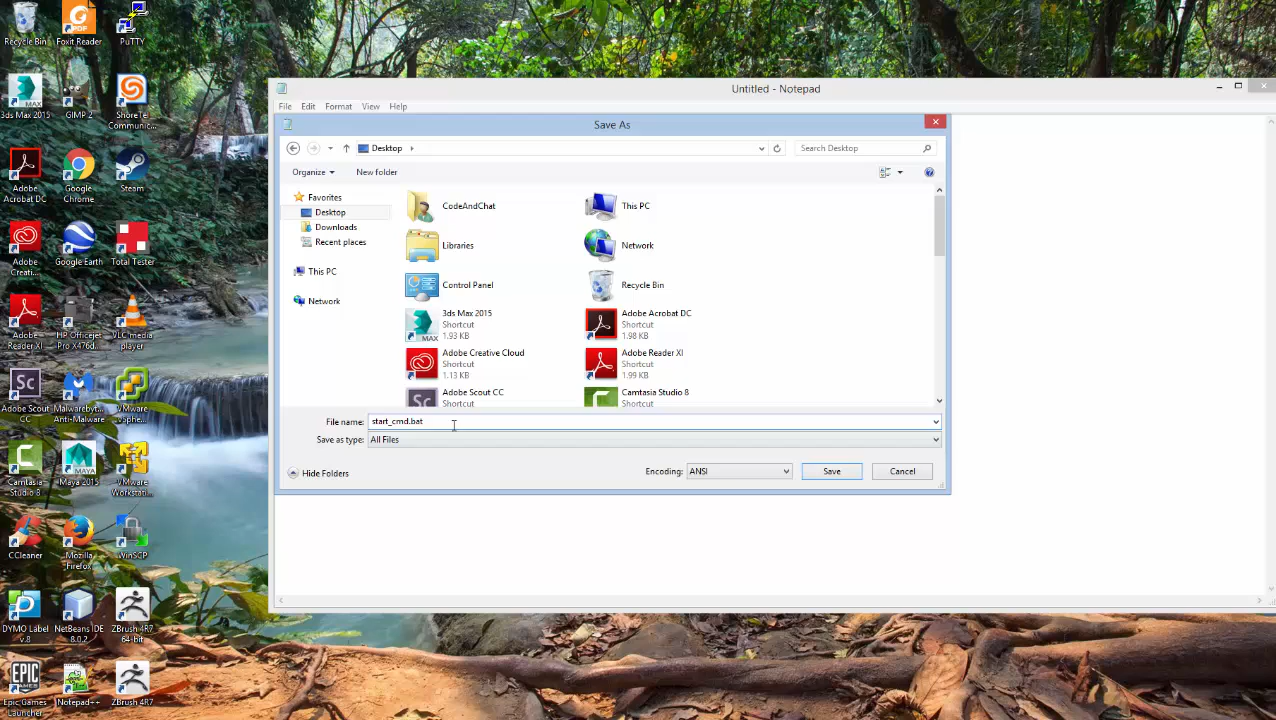 Recycle Bin
Foxit Reader
PuTTY
3ds Max 2015
GIMP 2
ShoreTel
Communic...
Adobe
Acrobat DC
Google
Chrome
Steam
Adobe
Creati...
Google Earth
Total Tester
Adobe
Reader XI
HP Officejet
Pro X476d...
VLC media
player
Adobe Scout
CC
Malwarebyt...
Anti-Malware
VMware
vSphe...
Camtasia
Studio 8
Maya 2015
VMware
Workstati...
CCleaner
Mozilla
Firefox
WinSCP
DYMO Label
v.8
NetBeans IDE
8.0.2
ZBrush 4R7
64-bit
Epic Games
Launcher
Notepad++
ZBrush 4R7
Untitled - Notepad
File Edit Format View Help
Save As
Desktop
Search Desktop
Organize
New folder
Favorites
Desktop
Downloads
Recent places
This PC
Network
CodeAndChat
This PC
Libraries
Network
Control Panel
Recycle Bin
3ds Max 2015
Shortcut
1.93 KB
Adobe Acrobat DC
Shortcut
1.98 KB
Adobe Creative Cloud
Shortcut
1.13 KB
Adobe Reader XI
Shortcut
1.99 KB
Adobe Scout CC
Shortcut
Camtasia Studio 8
Shortcut
File name: start_cmd.bat
Save as type: All Files
Hide Folders
Encoding: ANSI
Save
Cancel